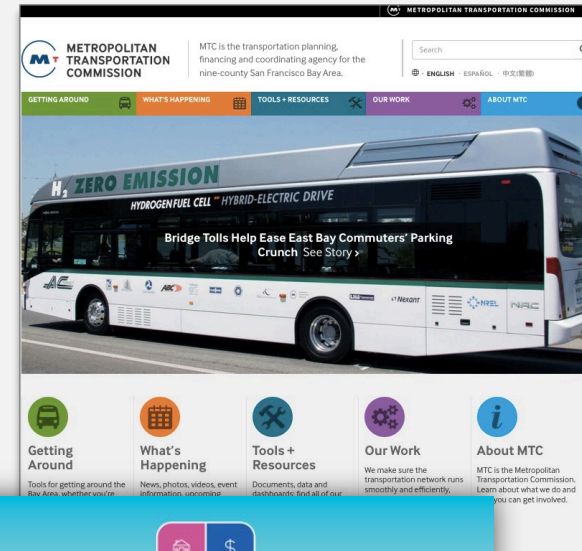 METROPOLITAN TRANSPORTATION COMMISSION
METROPOLITAN
TRANSPORTATION
COMMISSION
MTC is the transportation planning,
financing and coordinating agency for the
nine-county San Francisco Bay Area.
Search
ENGLISH · ESPAÑOL · 中文(繁體)
GETTING AROUND
WHAT'S HAPPENING
TOOLS + RESOURCES
OUR WORK
ABOUT MTC
H2 ZERO EMISSION
HYDROGEN FUEL CELL HYBRID-ELECTRIC DRIVE
Bridge Tolls Help Ease East Bay Commuters' Parking
Crunch See Story >
AC
Nexant
NREL
NAC
Getting
Around
Tools for getting around the
Bay Area, whether you're
What's
Happening
News, photos, videos, event
information, upcoming
Tools +
Resources
Documents, data and
dashboards: find all of our
Our Work
We make sure the
transportation network runs
smoothly and efficiently,
About MTC
MTC is the Metropolitan
Transportation Commission.
Learn about what we do and
you can get involved.